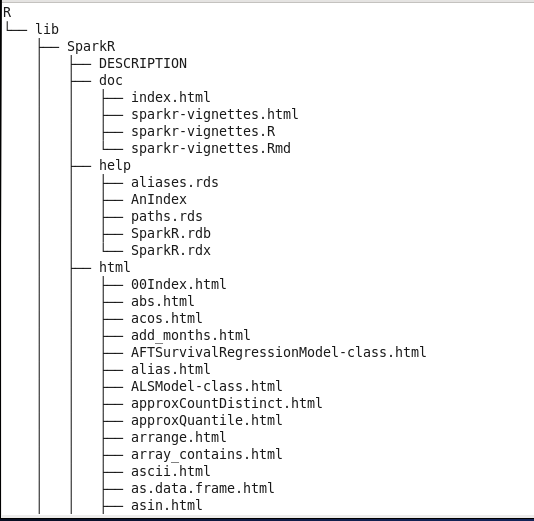 R
└── lib
    ├── SparkR
    │   ├── DESCRIPTION
    │   ├── doc
    │   │   ├── index.html
    │   │   ├── sparkr-vignettes.html
    │   │   ├── sparkr-vignettes.R
    │   │   └── sparkr-vignettes.Rmd
    │   ├── help
    │   │   ├── aliases.rds
    │   │   ├── AnIndex
    │   │   ├── paths.rds
    │   │   ├── SparkR.rdb
    │   │   └── SparkR.rdx
    │   ├── html
    │   │   ├── 00Index.html
    │   │   ├── abs.html
    │   │   ├── acos.html
    │   │   ├── add_months.html
    │   │   ├── AFTSurvivalRegressionModel-class.html
    │   │   ├── alias.html
    │   │   ├── ALSModel-class.html
    │   │   ├── approxCountDistinct.html
    │   │   ├── approxQuantile.html
    │   │   ├── arrange.html
    │   │   ├── array_contains.html
    │   │   ├── ascii.html
    │   │   ├── as.data.frame.html
    │   │   ├── asin.html